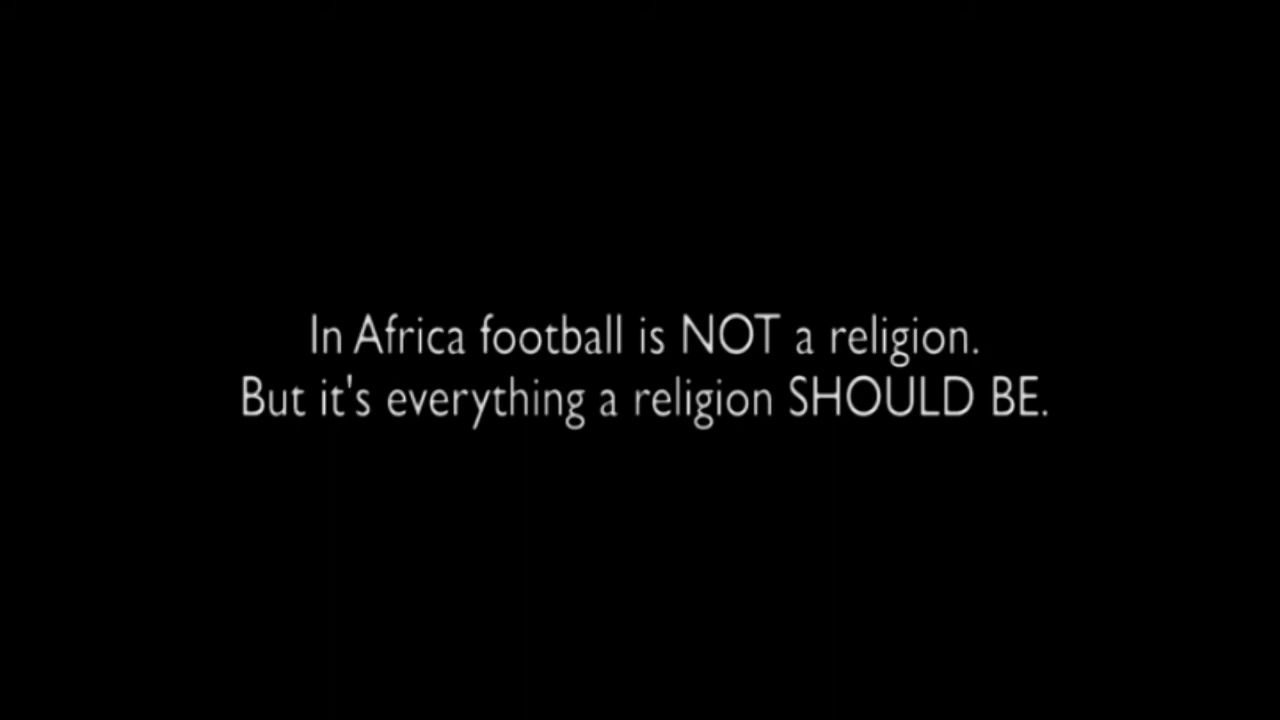 In Africa football is NOT a religion.
But it's everything a religion SHOULD BE.